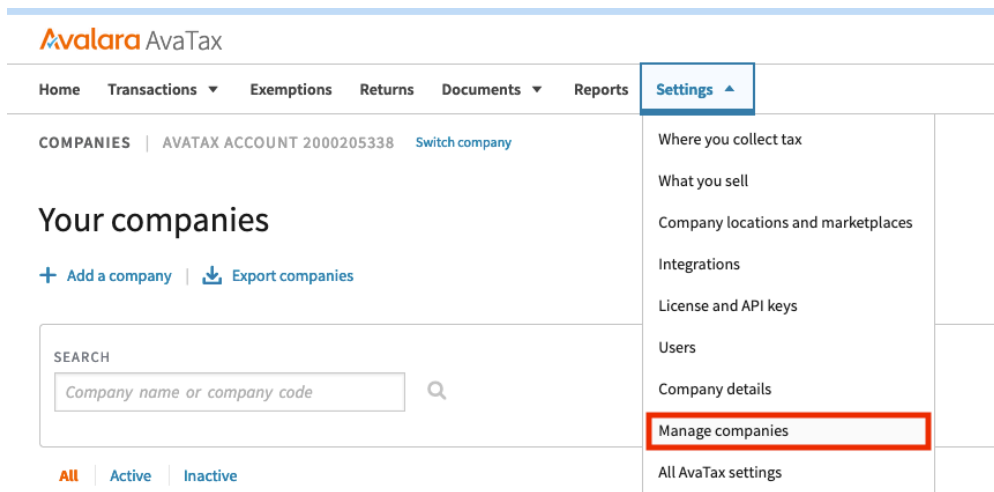 Avalara AvaTax
Home Transactions Exemptions Returns Documents Reports Settings
COMPANIES | AVATAX ACCOUNT 2000205338 Switch company
Your companies
+ Add a company | Export companies
SEARCH
Company name or company code
All Active Inactive
Where you collect tax
What you sell
Company locations and marketplaces
Integrations
License and API keys
Users
Company details
Manage companies
All AvaTax settings